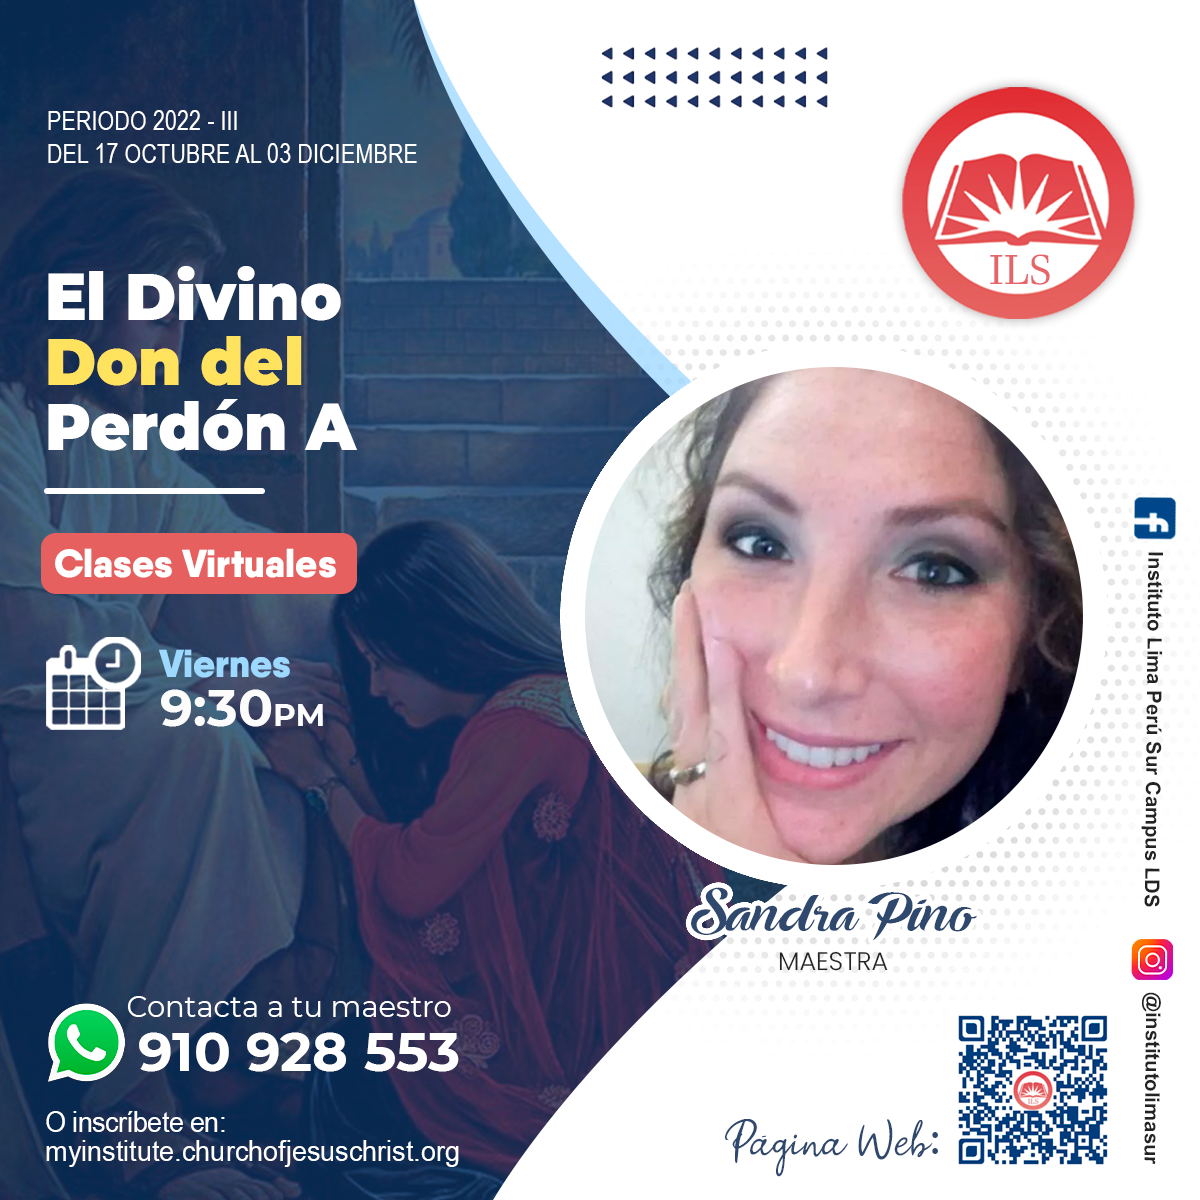 PERIODO 2022 - III
DEL 17 OCTUBRE AL 03 DICIEMBRE
ILS
El Divino
Don del
Perdón A
Clases Virtuales
Viernes
9:30PM
Sandra Pino
MAESTRA
Contacta a tu maestro
910 928 553
O inscríbete en:
myinstitute.churchofjesuschrist.org
Página Web:
ILS
Instituto Lima Perú Sur Campus LDS
@institutolimasur